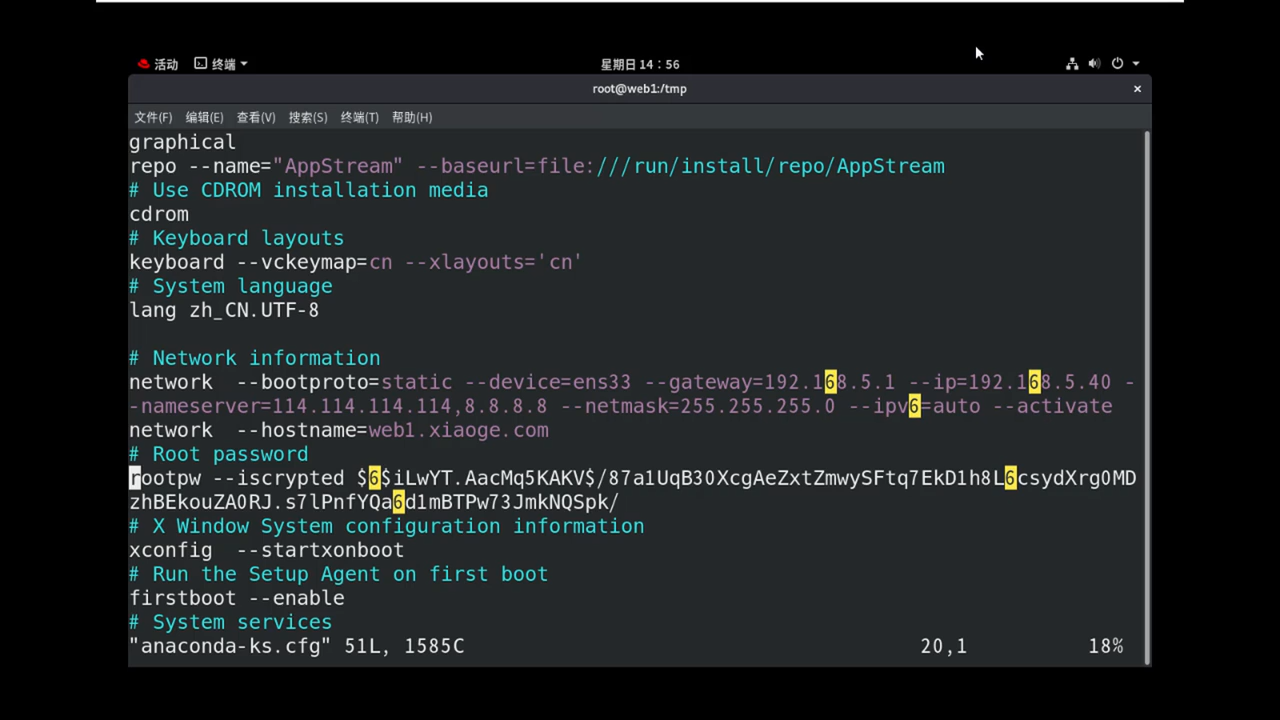 活动 终端 星期日 14：56
root@web1:/tmp ×
文件(F) 编辑(E) 查看(V) 搜索(S) 终端(T) 帮助(H)
graphical
repo --name="AppStream" --baseurl=file:///run/install/repo/AppStream
# Use CDROM installation media
cdrom
# Keyboard layouts
keyboard --vckeymap=cn --xlayouts='cn'
# System language
lang zh_CN.UTF-8
# Network information
network  --bootproto=static --device=ens33 --gateway=192.168.5.1 --ip=192.168.5.40 -
-nameserver=114.114.114.114,8.8.8.8 --netmask=255.255.255.0 --ipv6=auto --activate
network  --hostname=web1.xiaoge.com
# Root password
rootpw --iscrypted $6$iLwYT.AacMq5KAKV$/87a1UqB30XcgAeZxtZmwySFtq7EkD1h8L6csydXrg0MD
zhBEkouZA0RJ.s7lPnfYQa6d1mBTPw73JmkNQSpk/
# X Window System configuration information
xconfig  --startxonboot
# Run the Setup Agent on first boot
firstboot --enable
# System services
"anaconda-ks.cfg" 51L, 1585C 20,1 18%